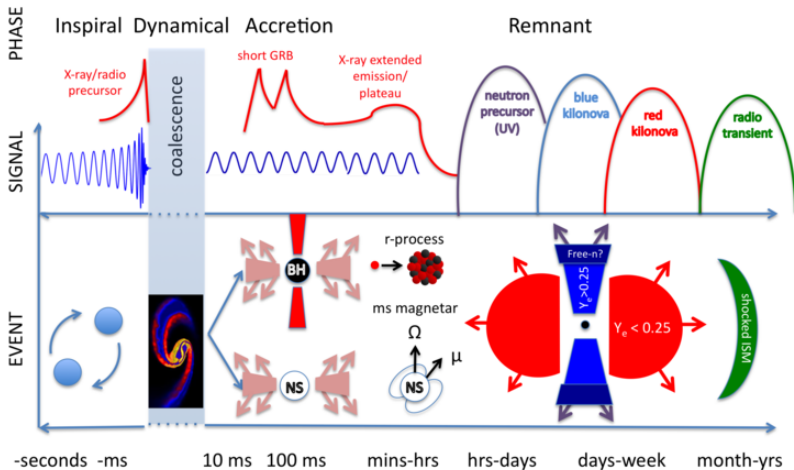 PHASE
Inspiral Dynamical Accretion Remnant
SIGNAL
X-ray/radio
precursor
coalescence
short GRB
X-ray extended
emission/
plateau
neutron
precursor
(UV)
blue
kilonova
red
kilonova
radio
transient
EVENT
BH
NS
r-process
ms magnetar
Ω
μ
NS
Free-n?
Yₑ>0.25
Yₑ < 0.25
shocked ISM
-seconds -ms 10 ms 100 ms mins-hrs hrs-days days-week month-yrs